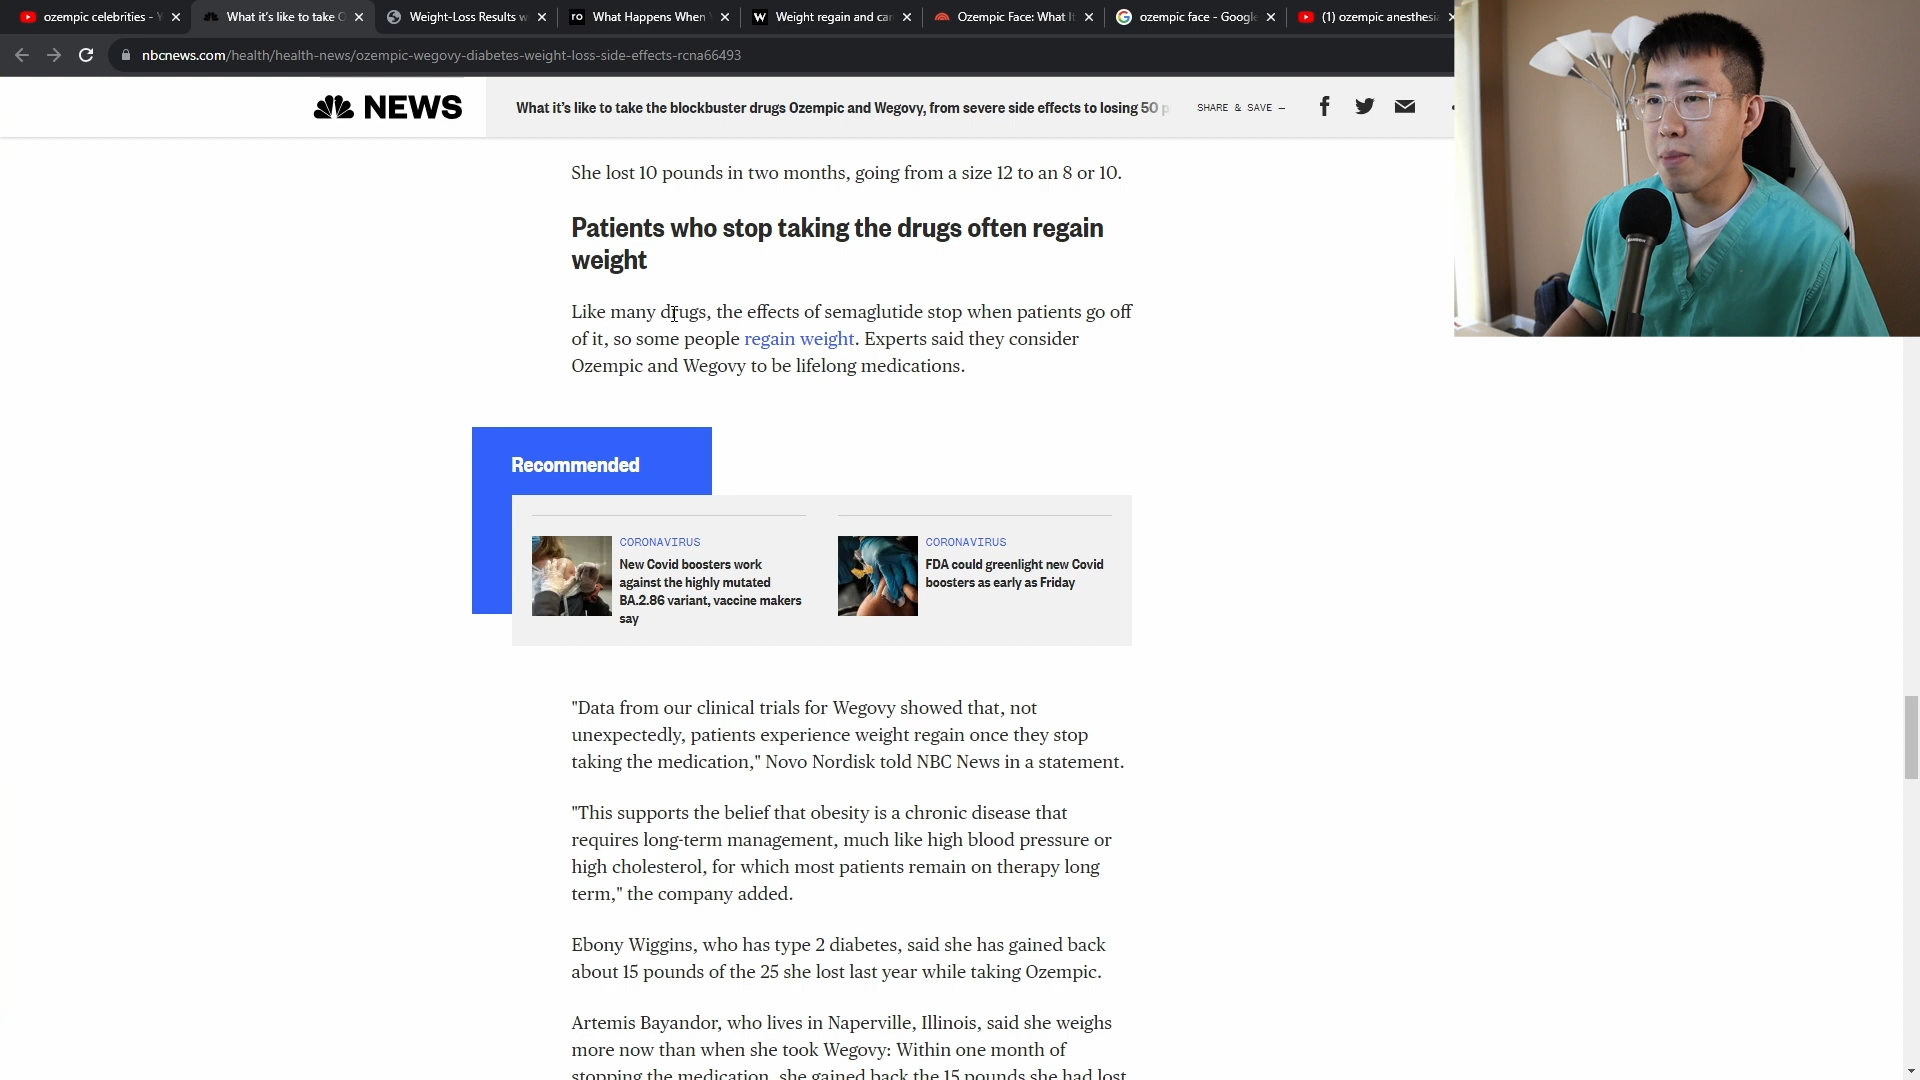 ozempic celebrities - Y
What it's like to take O
Weight-Loss Results w
ro What Happens When Y
W Weight regain and car
Ozempic Face: What It
ozempic face - Google
(1) ozempic anesthesia
nbcnews.com/health/health-news/ozempic-wegovy-diabetes-weight-loss-side-effects-rcna66493
NEWS
What it's like to take the blockbuster drugs Ozempic and Wegovy, from severe side effects to losing 50 p
SHARE & SAVE —
She lost 10 pounds in two months, going from a size 12 to an 8 or 10.
Patients who stop taking the drugs often regain
weight
Like many drugs, the effects of semaglutide stop when patients go off
of it, so some people regain weight. Experts said they consider
Ozempic and Wegovy to be lifelong medications.
Recommended
CORONAVIRUS
New Covid boosters work
against the highly mutated
BA.2.86 variant, vaccine makers
say
CORONAVIRUS
FDA could greenlight new Covid
boosters as early as Friday
"Data from our clinical trials for Wegovy showed that, not
unexpectedly, patients experience weight regain once they stop
taking the medication," Novo Nordisk told NBC News in a statement.
"This supports the belief that obesity is a chronic disease that
requires long-term management, much like high blood pressure or
high cholesterol, for which most patients remain on therapy long
term," the company added.
Ebony Wiggins, who has type 2 diabetes, said she has gained back
about 15 pounds of the 25 she lost last year while taking Ozempic.
Artemis Bayandor, who lives in Naperville, Illinois, said she weighs
more now than when she took Wegovy: Within one month of
stopping the medication, she gained back the 15 pounds she had lost